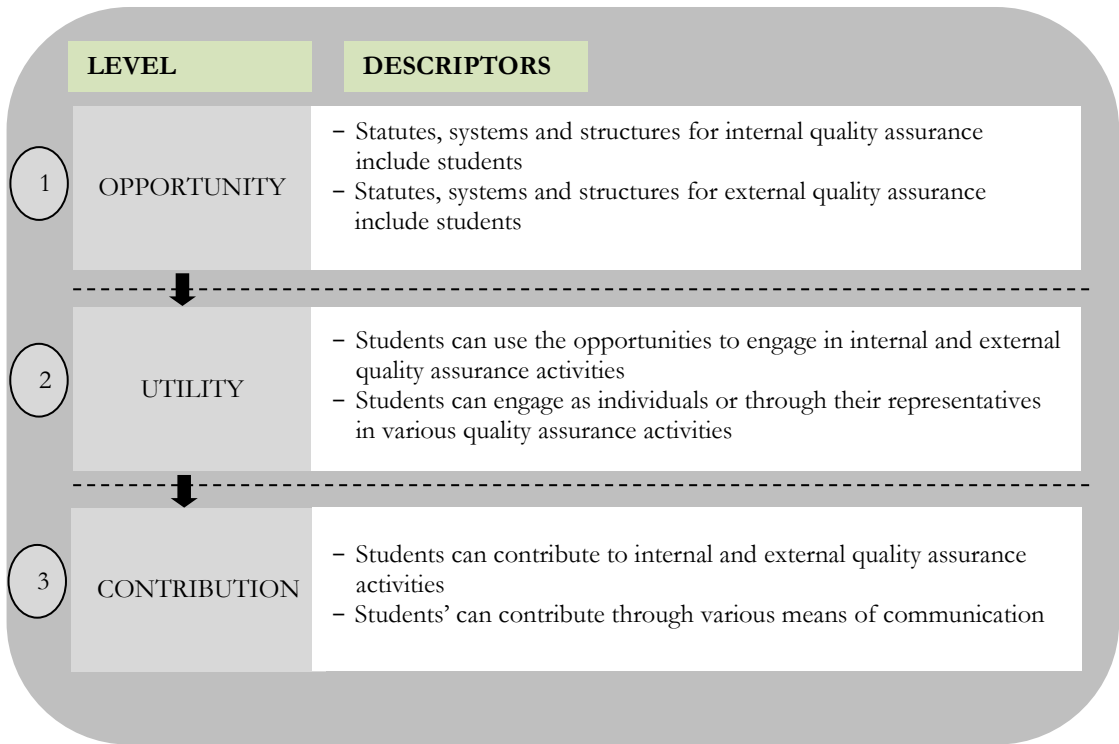 LEVEL
DESCRIPTORS
1
OPPORTUNITY
– Statutes, systems and structures for internal quality assurance
include students
– Statutes, systems and structures for external quality assurance
include students
2
UTILITY
– Students can use the opportunities to engage in internal and external
quality assurance activities
– Students can engage as individuals or through their representatives
in various quality assurance activities
3
CONTRIBUTION
– Students can contribute to internal and external quality assurance
activities
– Students’ can contribute through various means of communication